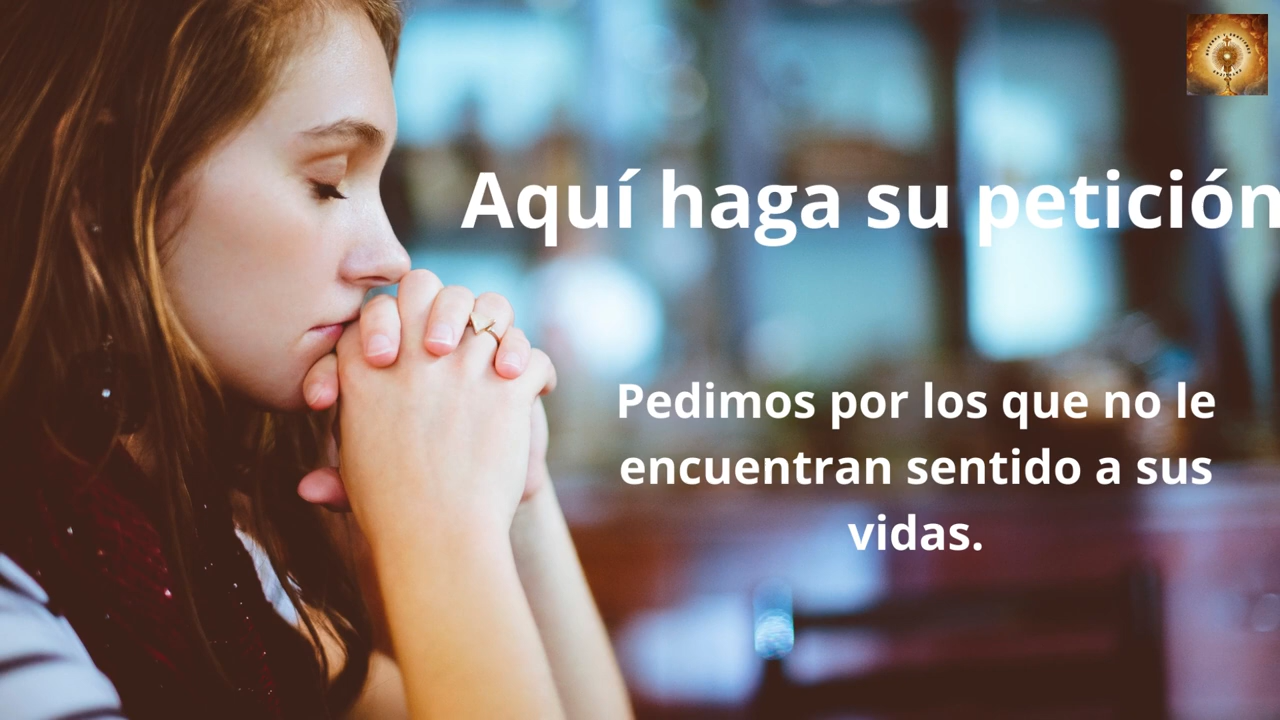 Aquí haga su petición
Pedimos por los que no le
encuentran sentido a sus
vidas.